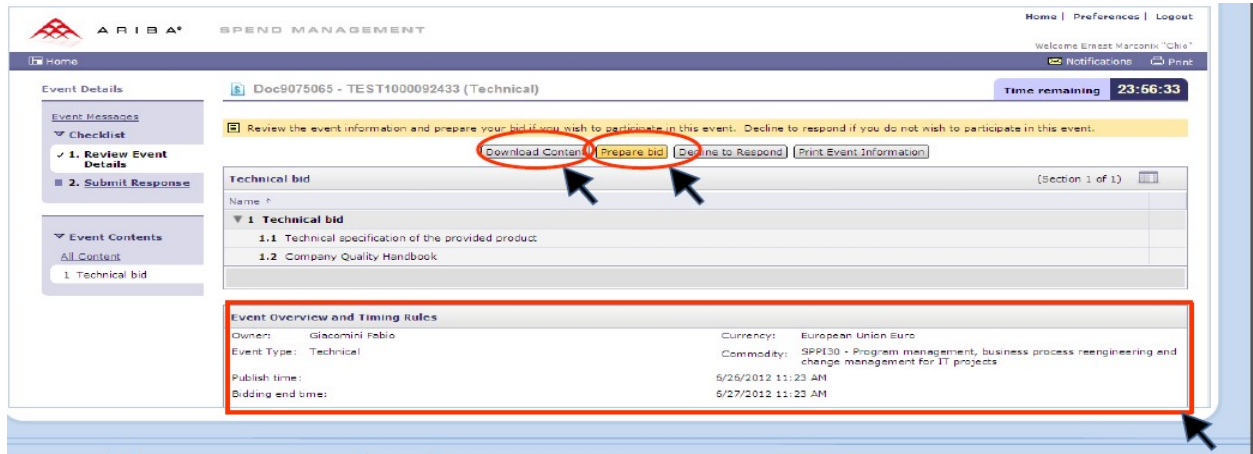 Home | Preferences | Logout
ARIBA® SPEND MANAGEMENT
Welcome Ernest Marconix "Chio"
Home Notifications Print
Event Details
Doc9075065 - TEST1000092433 (Technical)
Time remaining 23:56:33
Event Messages
Checklist
1. Review Event Details
2. Submit Response
Event Contents
All Content
1 Technical bid
Review the event information and prepare your bid if you wish to participate in this event. Decline to respond if you do not wish to participate in this event.
Download Content Prepare bid Decline to Respond Print Event Information
Technical bid (Section 1 of 1)
Name ↑
1 Technical bid
1.1 Technical specification of the provided product
1.2 Company Quality Handbook
Event Overview and Timing Rules
Owner: Giacomini Fabio Currency: European Union Euro
Event Type: Technical Commodity: SPPI30 - Program management, business process reengineering and
change management for IT projects
Publish time: 6/26/2012 11:23 AM
Bidding end time: 6/27/2012 11:23 AM